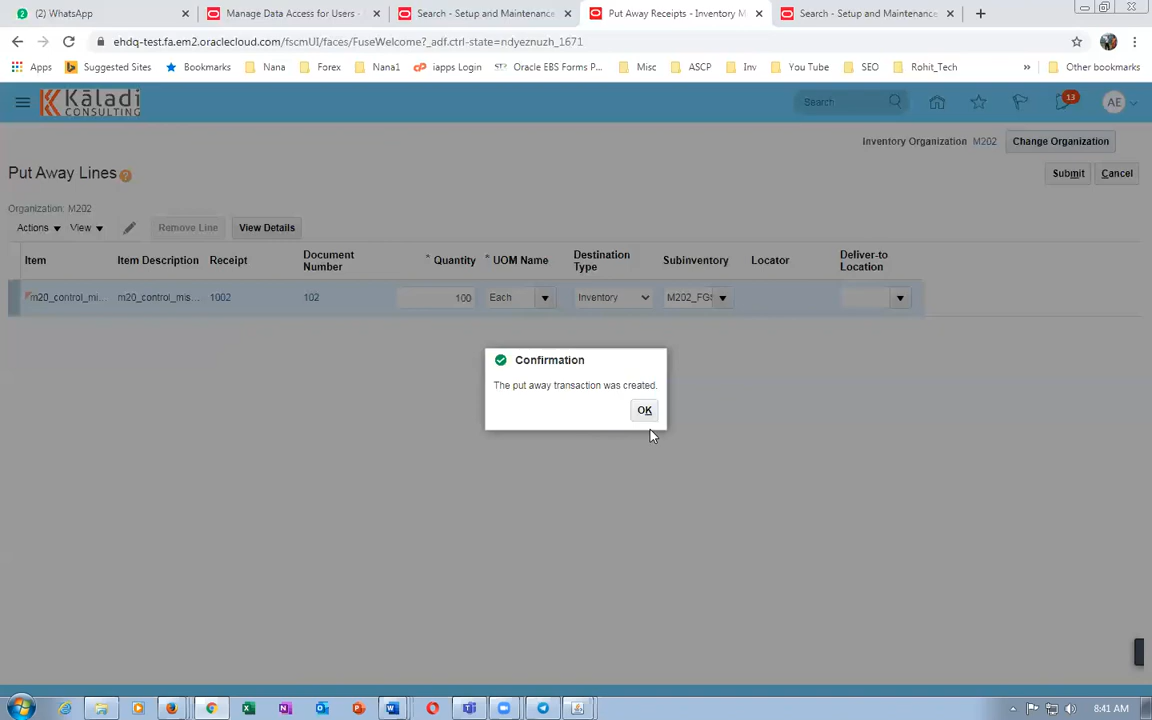 (2) WhatsApp
Manage Data Access for Users -
Search - Setup and Maintenance
Put Away Receipts - Inventory M
Search - Setup and Maintenance
ehdq-test.fa.em2.oraclecloud.com/fscmUI/faces/FuseWelcome?_adf.ctrl-state=ndyeznuzh_1671
Apps Suggested Sites Bookmarks Nana Forex Nana1 iapps Login Oracle EBS Forms P... Misc ASCP Inv You Tube SEO Rohit_Tech » Other bookmarks
Kāladi
CONSULTING
Search
13
AE
Inventory Organization M202 Change Organization
Put Away Lines
Submit Cancel
Organization: M202
Actions View Remove Line View Details
Item Item Description Receipt Document Number * Quantity * UOM Name Destination Type Subinventory Locator Deliver-to Location
m20_control_mi... m20_control_mis... 1002 102 100 Each Inventory M202_FGS
Confirmation
The put away transaction was created.
OK
8:41 AM